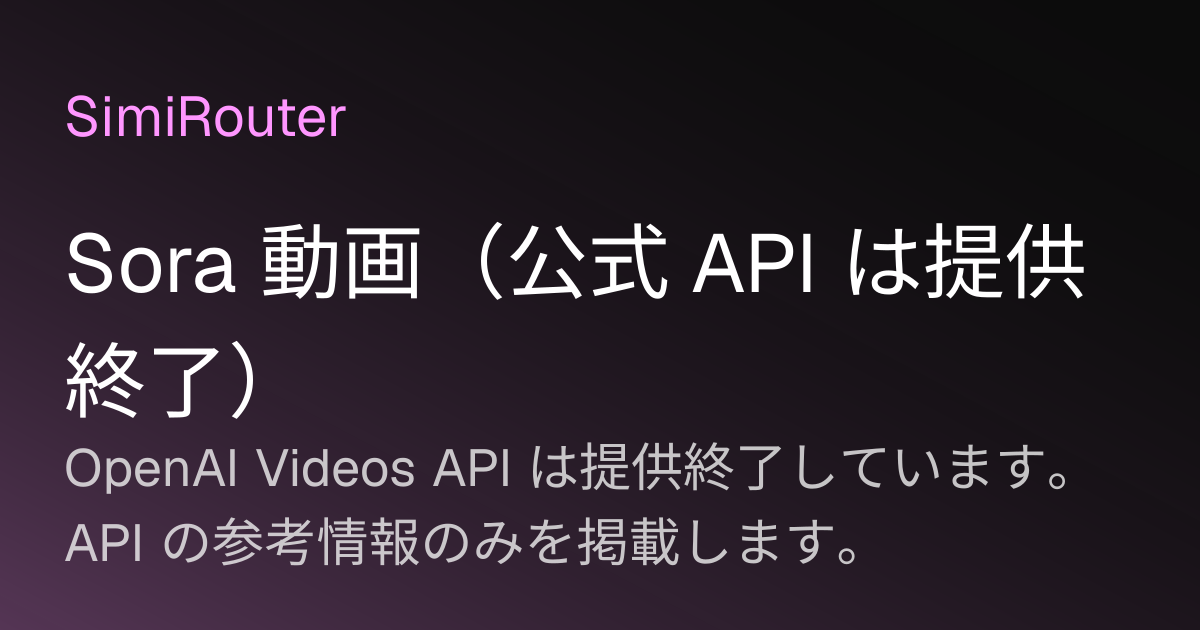 SimiRouter
Sora 動画（公式 API は提供
終了）
OpenAI Videos API は提供終了しています。
API の参考情報のみを掲載します。